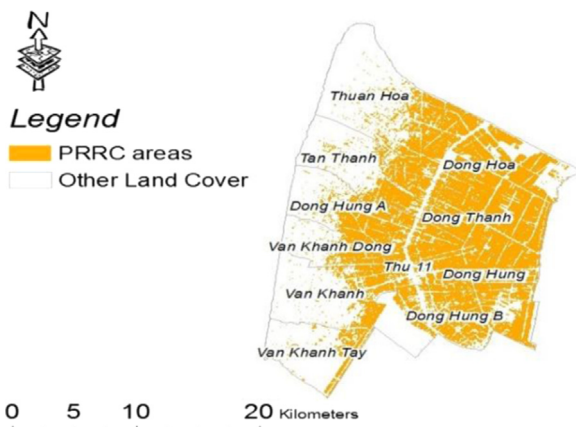 N
Legend
PRRC areas
Other Land Cover
Thuan Hoa
Tan Thanh
Dong Hoa
Dong Hung A
Dong Thanh
Van Khanh Dong
Thu 11
Dong Hung
Van Khanh
Dong Hung B
Van Khanh Tay
0 5 10 20 Kilometers